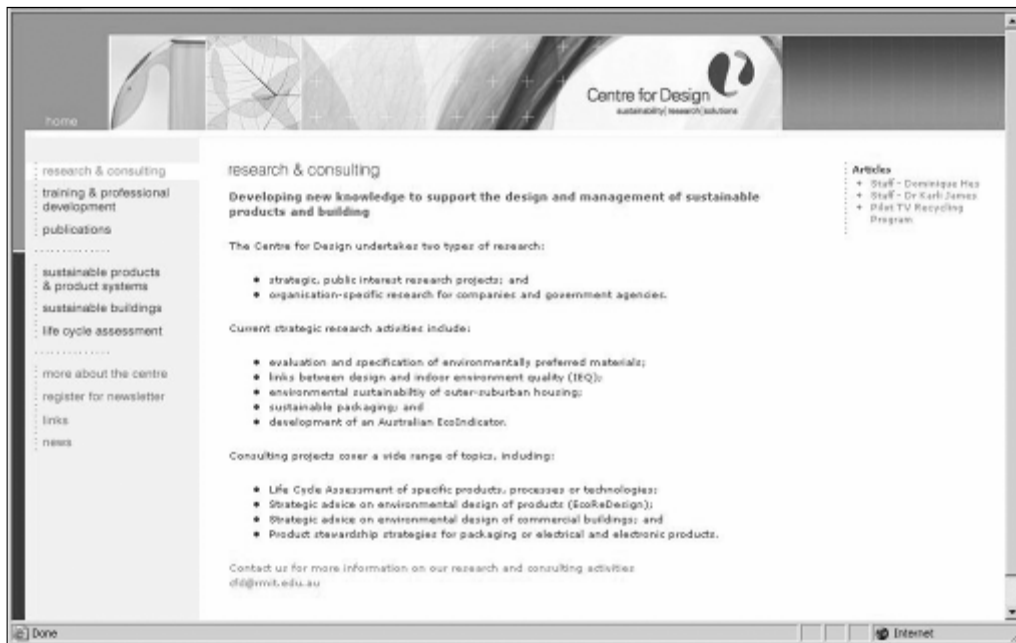 Centre for Design
sustainability|research|solutions
home
research & consulting
training & professional
development
publications
sustainable products
& product systems
sustainable buildings
life cycle assessment
more about the centre
register for newsletter
links
news
research & consulting
Developing new knowledge to support the design and management of sustainable
products and building
The Centre for Design undertakes two types of research:
strategic, public interest research projects; and
organisation-specific research for companies and government agencies.
Current strategic research activities include:
evaluation and specification of environmentally preferred materials;
links between design and indoor environment quality (IEQ);
environmental sustainabiltiy of outer-suburban housing;
sustainable packaging; and
development of an Australian EcoIndicator.
Consulting projects cover a wide range of topics, including:
Life Cycle Assessment of specific products, processes or technologies;
Strategic advice on environmental design of products (EcoReDesign);
Strategic advice on environmental design of commercial buildings; and
Product stewardship strategies for packaging or electrical and electronic products.
Contact us for more information on our research and consulting activities
cfd@rmit.edu.au
Articles
+ Staff - Dominique Hes
+ Staff - Dr Karli James
+ Pilot TV Recycling
Program
Done
Internet